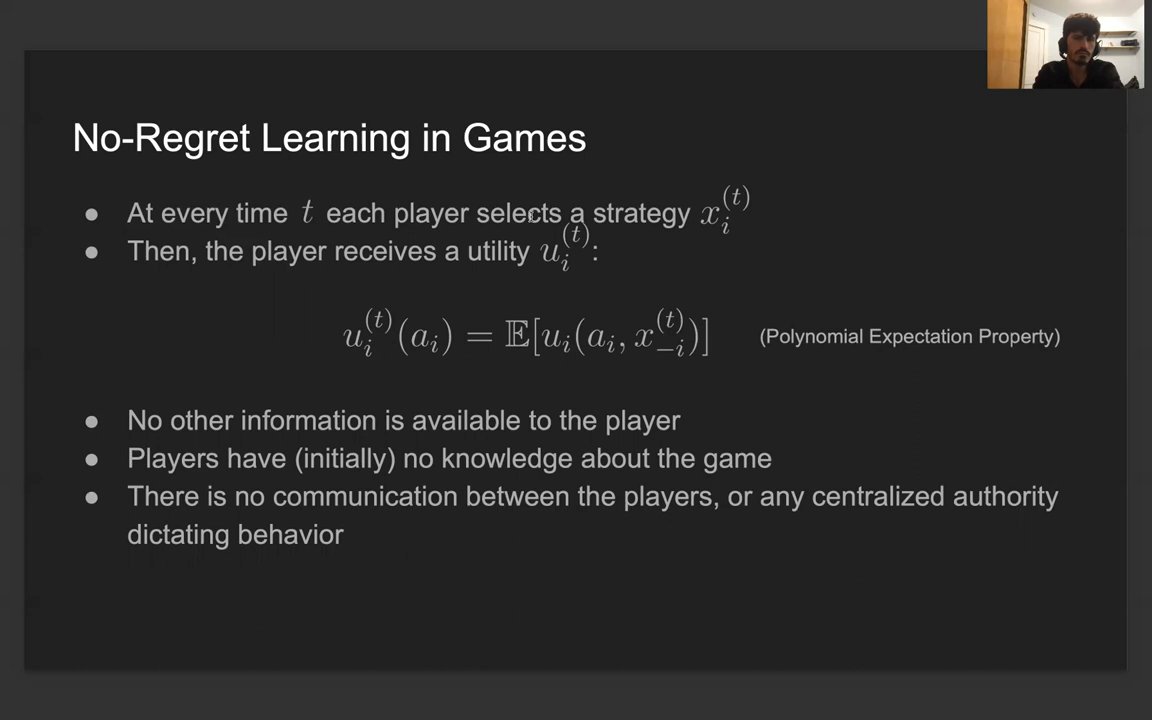 No-Regret Learning in Games
● At every time $t$ each player selects a strategy $x_i^{(t)}$
● Then, the player receives a utility $u_i^{(t)}$:
$u_i^{(t)}(a_i) = \mathbb{E}[u_i(a_i, x_{-i}^{(t)})]$ (Polynomial Expectation Property)
● No other information is available to the player
● Players have (initially) no knowledge about the game
● There is no communication between the players, or any centralized authority
dictating behavior